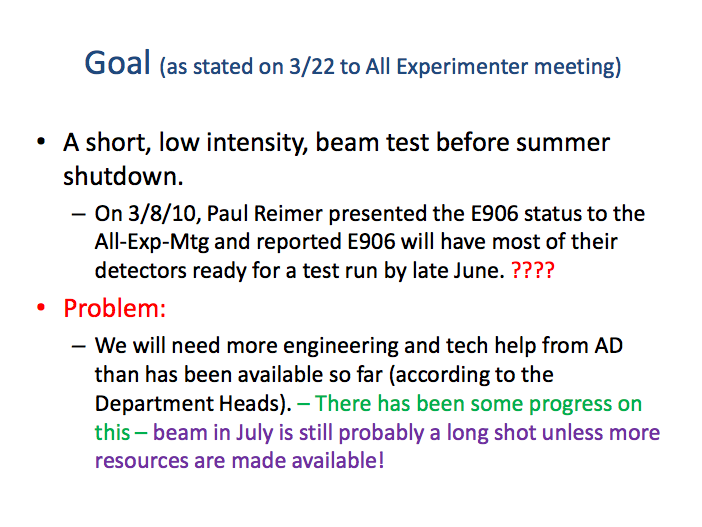 Goal (as stated on 3/22 to All Experimenter meeting)
• A short, low intensity, beam test before summer
shutdown.
– On 3/8/10, Paul Reimer presented the E906 status to the
All-Exp-Mtg and reported E906 will have most of their
detectors ready for a test run by late June. ????
• Problem:
– We will need more engineering and tech help from AD
than has been available so far (according to the
Department Heads). – There has been some progress on
this – beam in July is still probably a long shot unless more
resources are made available!